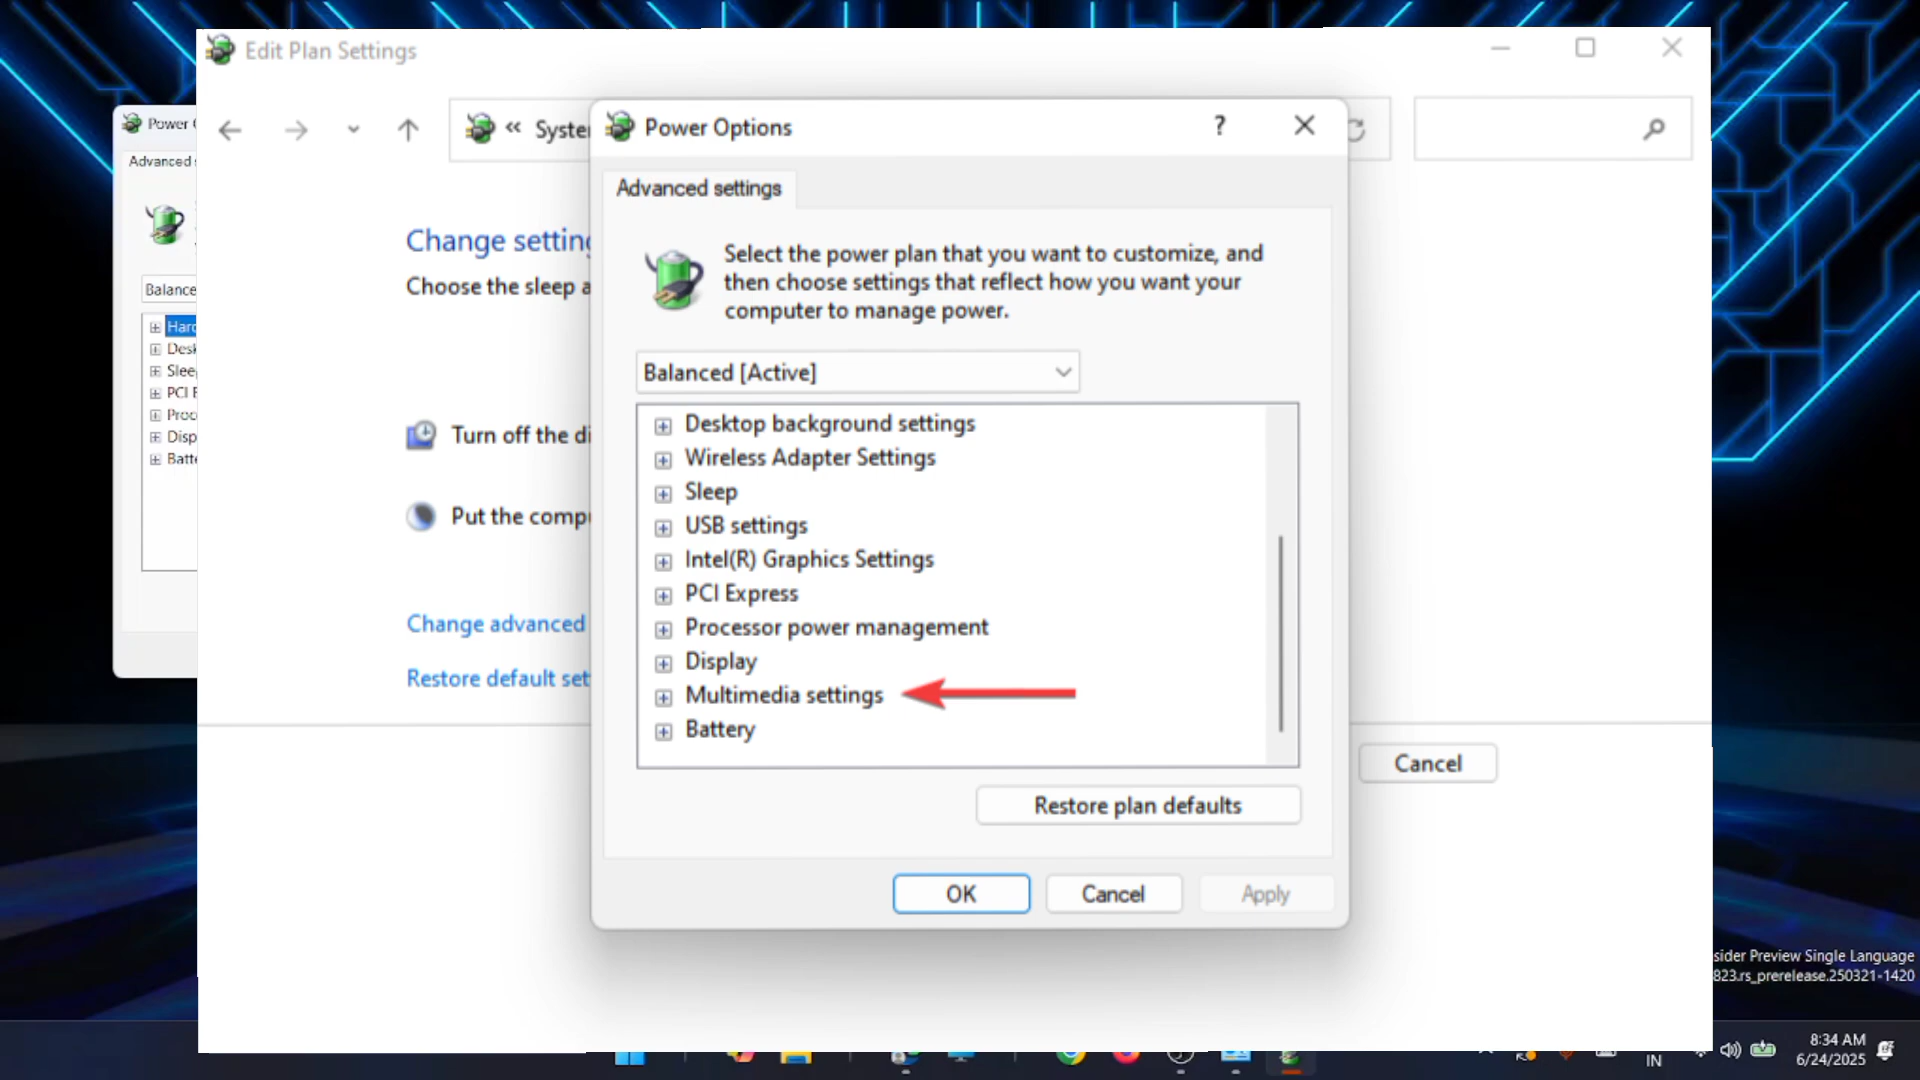 Edit Plan Settings
Power
Advanced
Balance
Hard
Desk
Slee
PCI E
Proc
Disp
Batte
«
Change setting
Choose the sleep a
Turn off the di
Put the compu
Change advanced
Restore default set
Power Options
?
Advanced settings
Select the power plan that you want to customize, and
then choose settings that reflect how you want your
computer to manage power.
Balanced [Active]
Desktop background settings
Wireless Adapter Settings
Sleep
USB settings
Intel(R) Graphics Settings
PCI Express
Processor power management
Display
Multimedia settings
Battery
Restore plan defaults
OK
Cancel
Apply
Cancel
sider Preview Single Language
823.rs_prerelease.250321-1420
IN
8:34 AM
6/24/2025